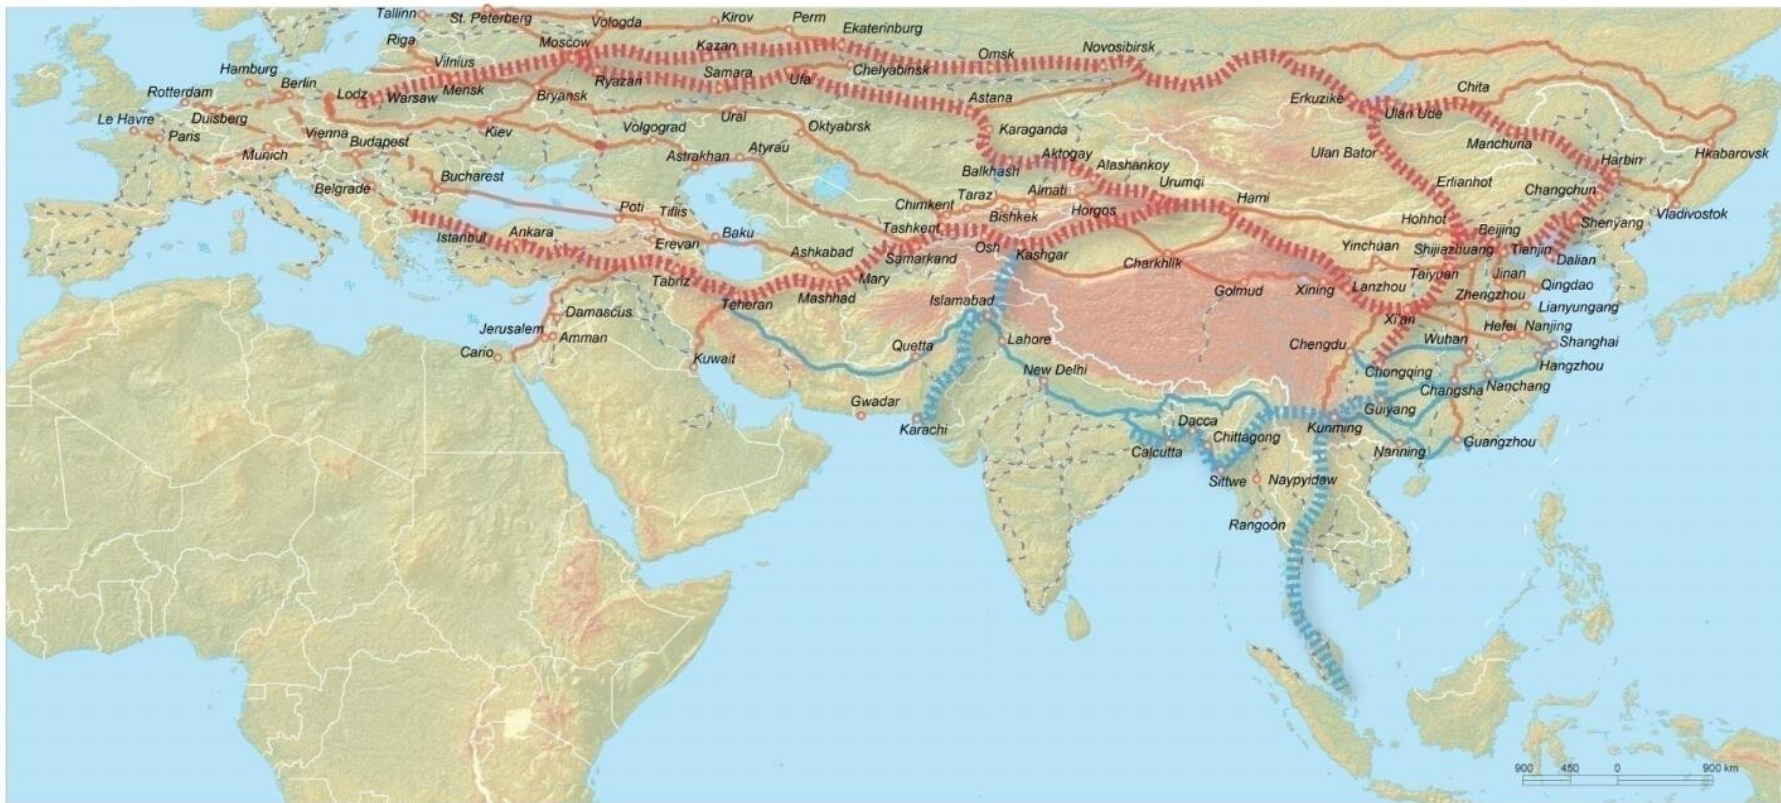 Tallinn
St. Peterberg
Vologda
Kirov
Perm
Ekaterinburg
Riga
Moscow
Kazan
Omsk
Novosibirsk
Vilnius
Hamburg
Berlin
Mensk
Ryazan
Samara
Ufa
Chelyabinsk
Chita
Rotterdam
Lodz
Warsaw
Bryansk
Astana
Erkuzike
Ulan Ude
Le Havre
Duisberg
Paris
Vienna
Kiev
Volgograd
Ural
Oktyabrsk
Karaganda
Manchuria
Hkabarovsk
Munich
Budapest
Astrakhan
Atyrau
Aktogay
Alashankoy
Ulan Bator
Harbin
Belgrade
Bucharest
Balkhash
Urumqi
Erlianhot
Changchun
Taraz
Almati
Hami
Poti
Tiflis
Chimkent
Bishkek
Horgos
Hohhot
Shenyang
Vladivostok
Istanbul
Ankara
Baku
Tashkent
Beijing
Erevan
Ashkabad
Samarkand
Osh
Kashgar
Yinchuan
Shijiazhuang
Tianjin
Dalian
Tabriz
Mary
Charkhlik
Taiyuan
Jinan
Teheran
Mashhad
Golmud
Xining
Lanzhou
Qingdao
Islamabad
Zhengzhou
Lianyungang
Damascus
Xi'an
Jerusalem
Amman
Hefei
Nanjing
Cario
Kuwait
Quetta
Lahore
Chengdu
Wuhan
Shanghai
New Delhi
Chongqing
Hangzhou
Changsha
Nanchang
Gwadar
Karachi
Dacca
Guiyang
Kunming
Chittagong
Calcutta
Nanning
Guangzhou
Sittwe
Naypyidaw
Rangoon
900 450 0 900 km